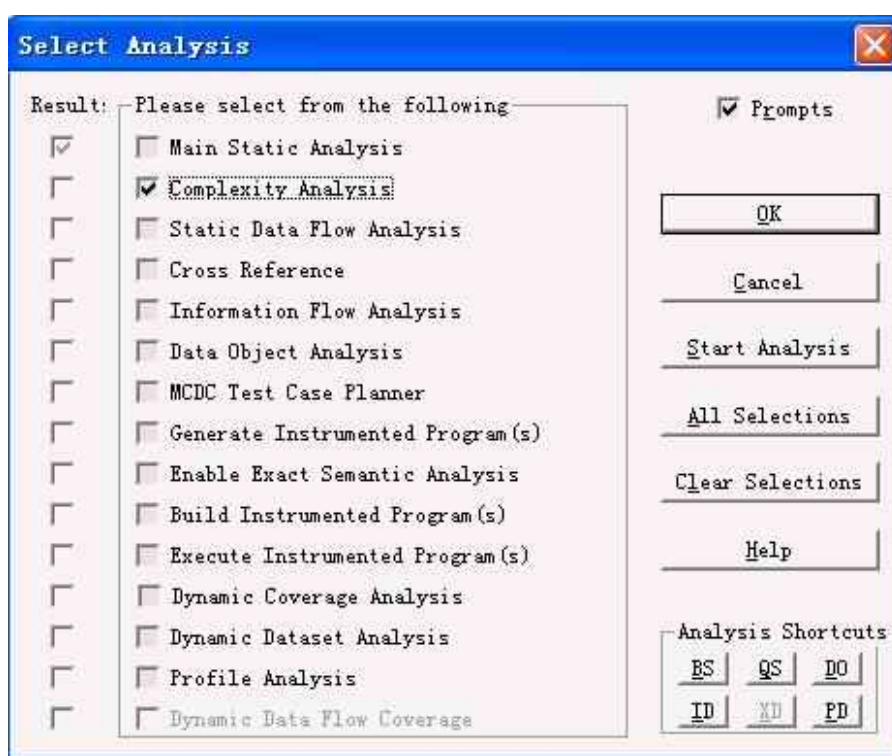 Select Analysis
Result: Please select from the following
Prompts
Main Static Analysis
Complexity Analysis
Static Data Flow Analysis
Cross Reference
Information Flow Analysis
Data Object Analysis
MCDC Test Case Planner
Generate Instrumented Program(s)
Enable Exact Semantic Analysis
Build Instrumented Program(s)
Execute Instrumented Program(s)
Dynamic Coverage Analysis
Dynamic Dataset Analysis
Profile Analysis
Dynamic Data Flow Coverage
OK
Cancel
Start Analysis
All Selections
Clear Selections
Help
Analysis Shortcuts
BS QS DO
ID XD PD